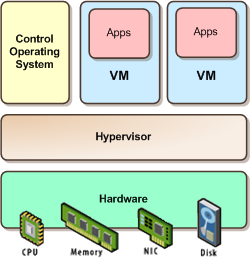 Control
Operating
System
Apps
VM
Apps
VM
Hypervisor
Hardware
CPU
Memory
NIC
Disk